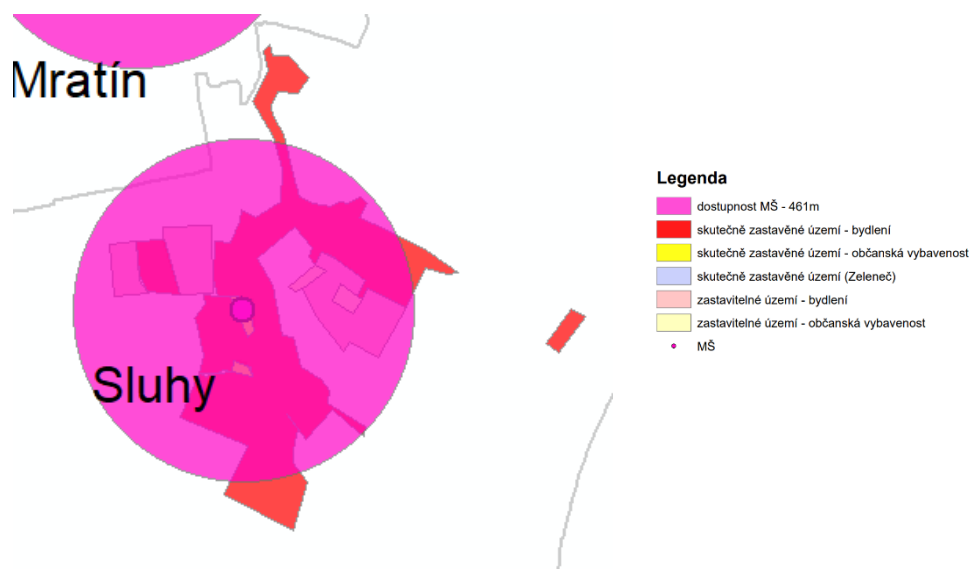 Mratín
Sluhy
Legenda
dostupnost MŠ - 461m
skutečně zastavěné území - bydlení
skutečně zastavěné území - občanská vybavenost
skutečně zastavěné území (Zeleneč)
zastavitelné území - bydlení
zastavitelné území - občanská vybavenost
MŠ